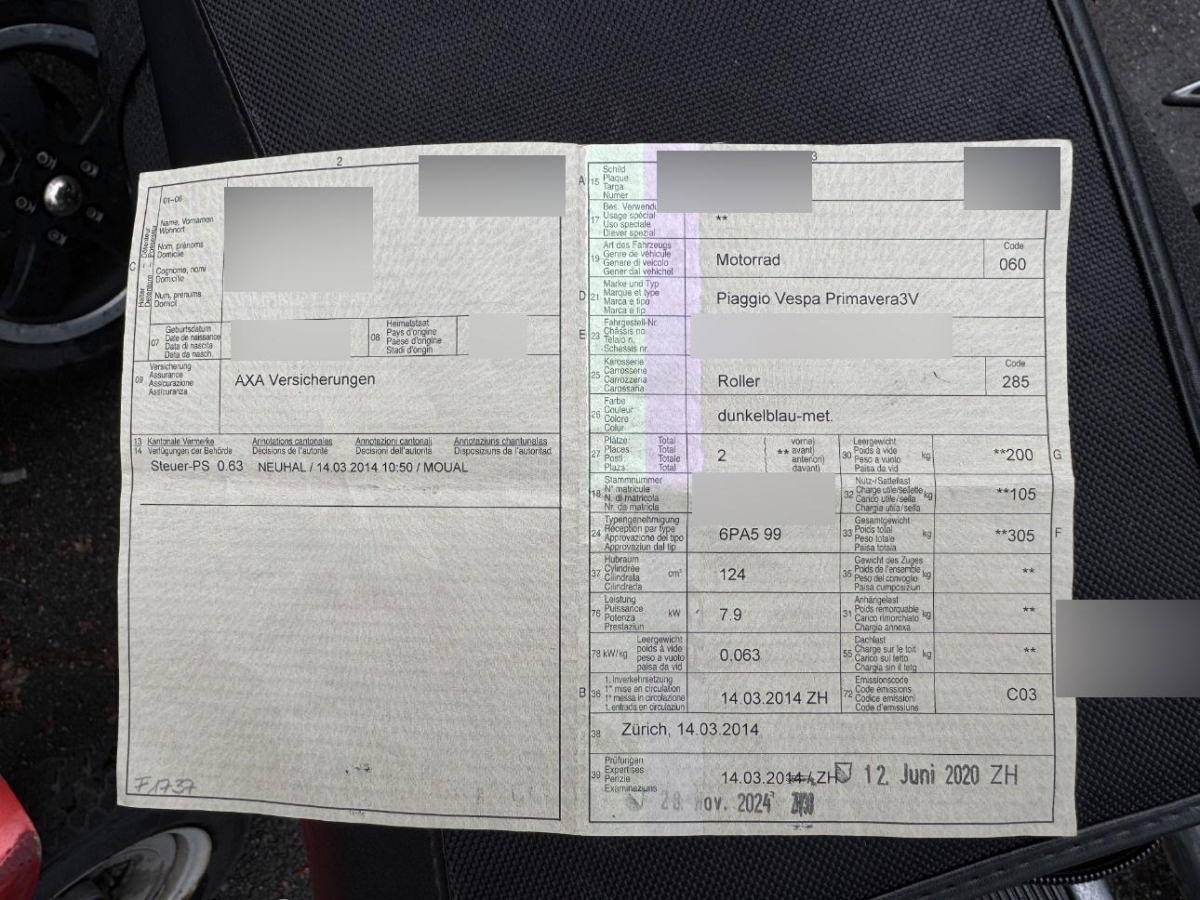 2
01-06
Name, Vornamen
Wohnort
Nom, prénoms
Domicile
Cognome, nomi
Domicilio
Num, prenums
Domicil
C
07
Geburtsdatum
Date de naissance
Data di nascita
Data da nasch.
08
Heimatstaat
Pays d'origine
Paese d'origine
Stadi d'origin
09
Versicherung
Assurance
Assicurazione
Assicuranza
AXA Versicherungen
13 Kantonale Vermerke Annotations cantonales Annotazioni cantonali Annotaziuns chantunalas
14 Verfügungen der Behörde Décisions de l'autorité Decisioni dell'autorità Disposiziuns da l'autoritad
Steuer-PS 0.63 NEUHAL / 14.03.2014 10:50 / MOUAL
F1737
3
A 15
Schild
Plaque
Targa
Numer
17
Bes. Verwendu
Usage spécial
Uso speciale
Diever spezial
**
19
Art des Fahrzeugs
Genre de véhicule
Genere di veicolo
Gener dal vehichel
Motorrad
Code
060
D 21
Marke und Typ
Marque et type
Marca e tipo
Marca e tip
Piaggio Vespa Primavera3V
E 23
Fahrgestell-Nr.
Châssis no
Telaio n.
Schassis nr.
25
Karosserie
Carrosserie
Carrozzeria
Carossaria
Roller
Code
285
26
Farbe
Couleur
Colore
Colur
dunkelblau-met.
27
Plätze: Total
Places: Total
Posti: Totale
Plazs: Total
2
** vorne)
avant)
anteriori)
davant)
30
Leergewicht
Poids à vide
Peso a vuoto
Paisa da vid
kg
**200
G
18
Stammnummer
N° matricule
N. di matricola
Nr. da matricla
32
Nutz-/Sattellast
Charge utile/sellette
Carico utile/sella
Chargia utila/sella
kg
**105
24
Typengenehmigung
Réception par type
Approvazione del tipo
Approvaziun dal tip
6PA5 99
33
Gesamtgewicht
Poids total
Peso totale
Paisa totala
kg
**305
F
37
Hubraum
Cylindrée
Cilindrata
Cilindrada
cm³
124
35
Gewicht des Zuges
Poids de l'ensemble
Peso del convoglio
Paisa cumposiziun
kg
**
76
Leistung
Puissance
Potenza
Prestaziun
kW
7.9
31
Anhängelast
Poids remorquable
Carico rimorchiato
Chargia annexa
kg
**
78 kW/kg
Leergewicht
poids à vuoto
peso a vuoto
paisa da vid
0.063
55
Dachlast
Charge sur le toit
Carico sul tetto
Chargia sin il tetg
kg
**
B 36
1. Inverkehrsetzung
1re mise en circulation
1a messa in circolazione
1. entrada en circulaziun
14.03.2014 ZH
72
Emissionscode
Code émissions
Codice emissioni
Code d'emissiuns
C03
38
Zürich, 14.03.2014
39
Prüfungen
Expertises
Perizie
Examinaziuns
14.03.2014 / ZH 12. Juni 2020 ZH
28. Nov. 2024 ZH